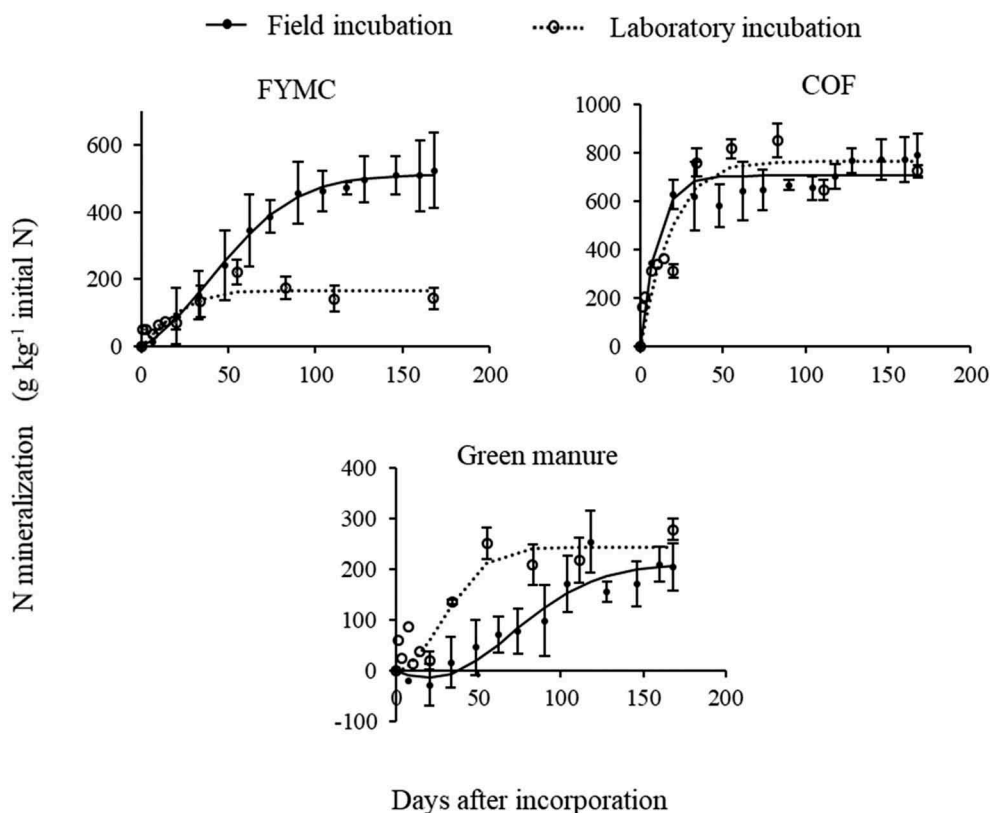 Field incubation
Laboratory incubation
FYMC
COF
600
400
200
0
0 50 100 150 200
1000
800
600
400
200
0
0 50 100 150 200
N mineralization (g kg⁻¹ initial N)
Green manure
400
300
200
100
0
-100
0 50 100 150 200
Days after incorporation